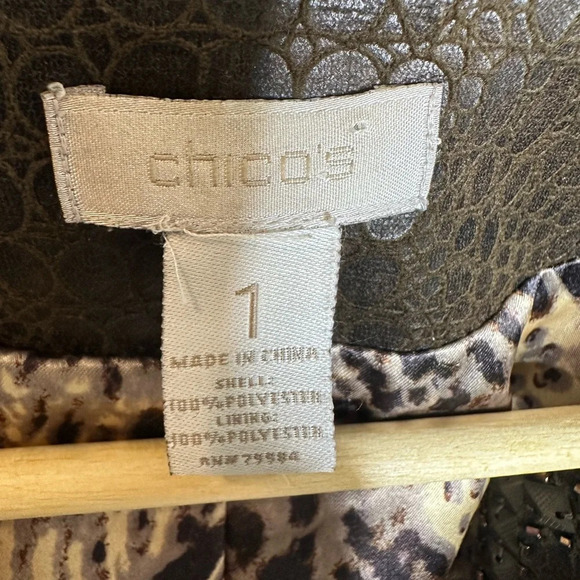 chico's
1
MADE IN CHINA
SHELL:
100% POLYESTER
LINING:
100% POLYESTER
RN# 79984